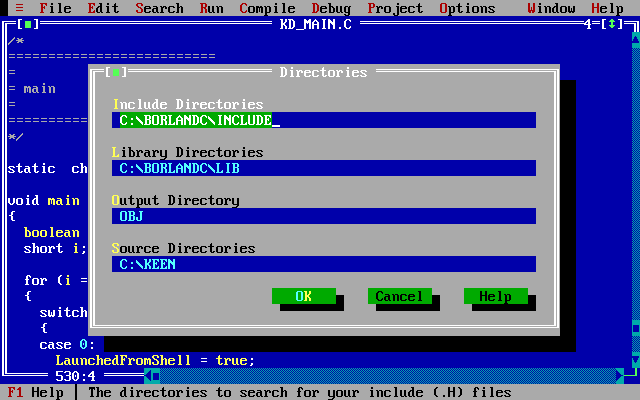 ≡ File Edit Search Run Compile Debug Project Options Window Help
[■] KD_MAIN.C 4=[↕]
/*
==========================
=
= main
=
===========
*/
[■] Directories
Include Directories
C:\BORLANDC\INCLUDE_
Library Directories
C:\BORLANDC\LIB
Output Directory
OBJ
Source Directories
C:\KEEN
OK Cancel Help
static ch
void main
{
boolean
short i;
for (i =
{
switch
{
case 0:
LaunchedFromShell = true;
530:4
F1 Help | The directories to search for your include (.H) files